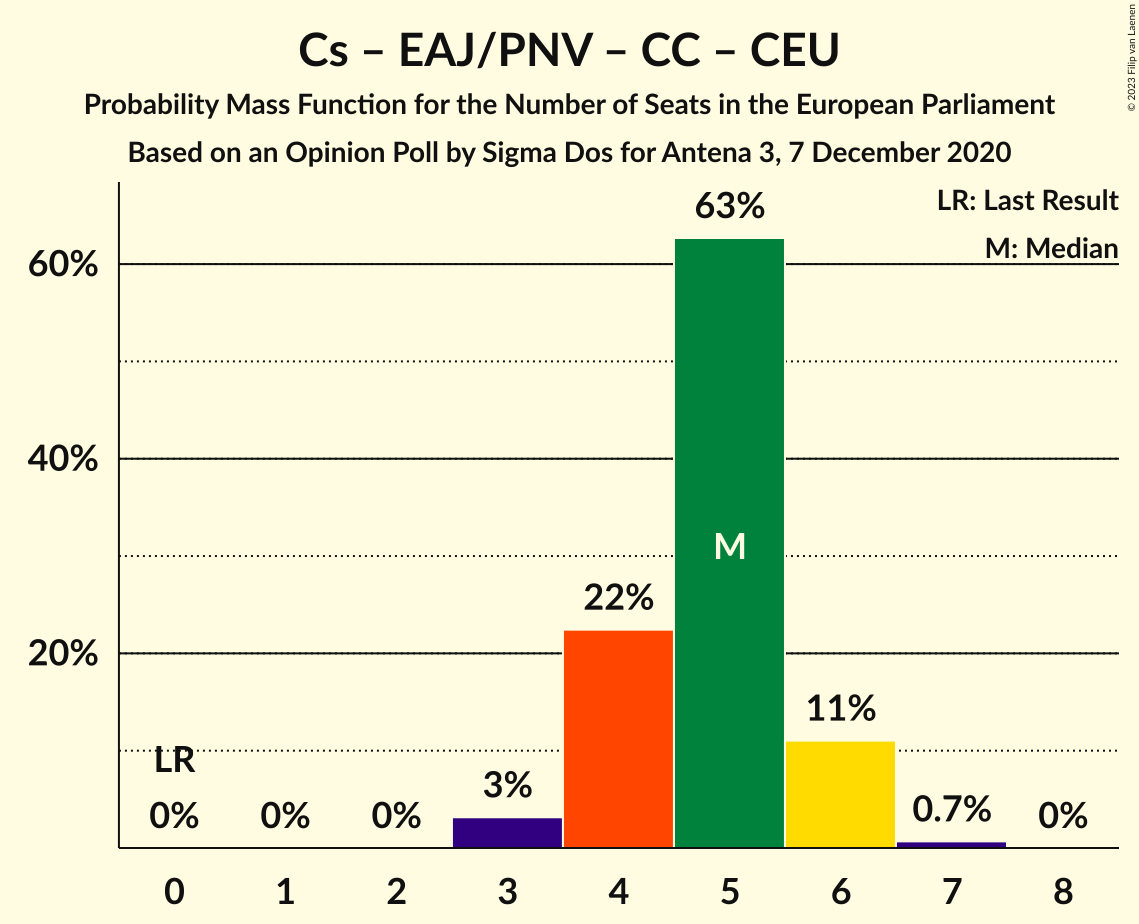 Cs – EAJ/PNV – CC – CEU
Probability Mass Function for the Number of Seats in the European Parliament
Based on an Opinion Poll by Sigma Dos for Antena 3, 7 December 2020
© 2023 Filip van Laenen
LR: Last Result
M: Median
63%
60%
40%
M
22%
20%
11%
LR
3%
0.7%
0% 0% 0% 0%
0 1 2 3 4 5 6 7 8